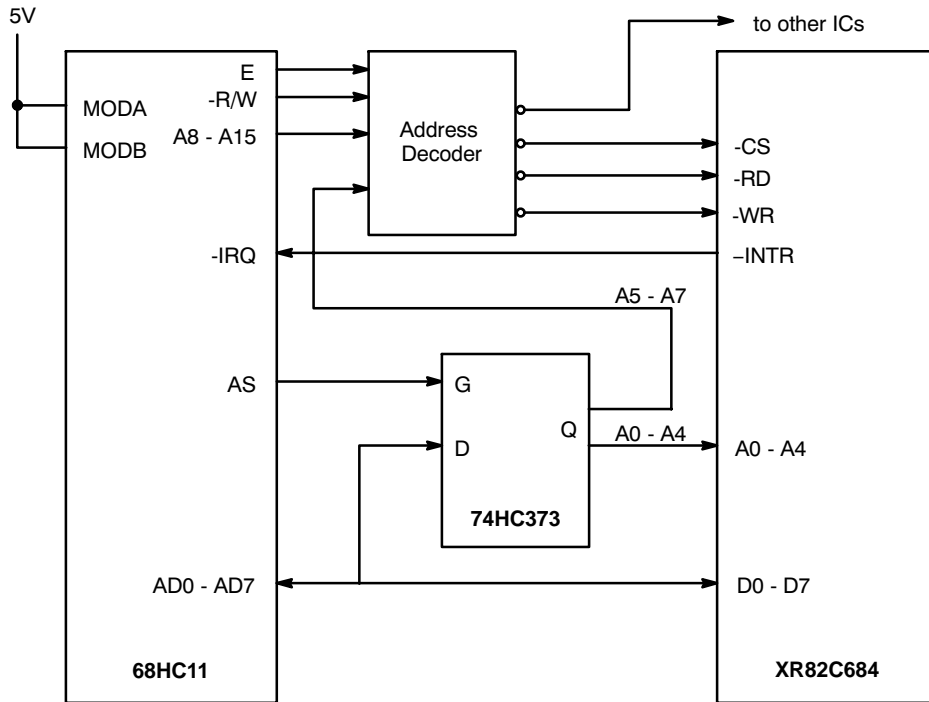 5V
to other ICs
E
-R/W
A8 - A15
MODA
MODB
Address
Decoder
-CS
-RD
-WR
-IRQ
–INTR
A5 - A7
AS
G
Q
D
A0 - A4
A0 - A4
74HC373
AD0 - AD7
D0 - D7
68HC11
XR82C684